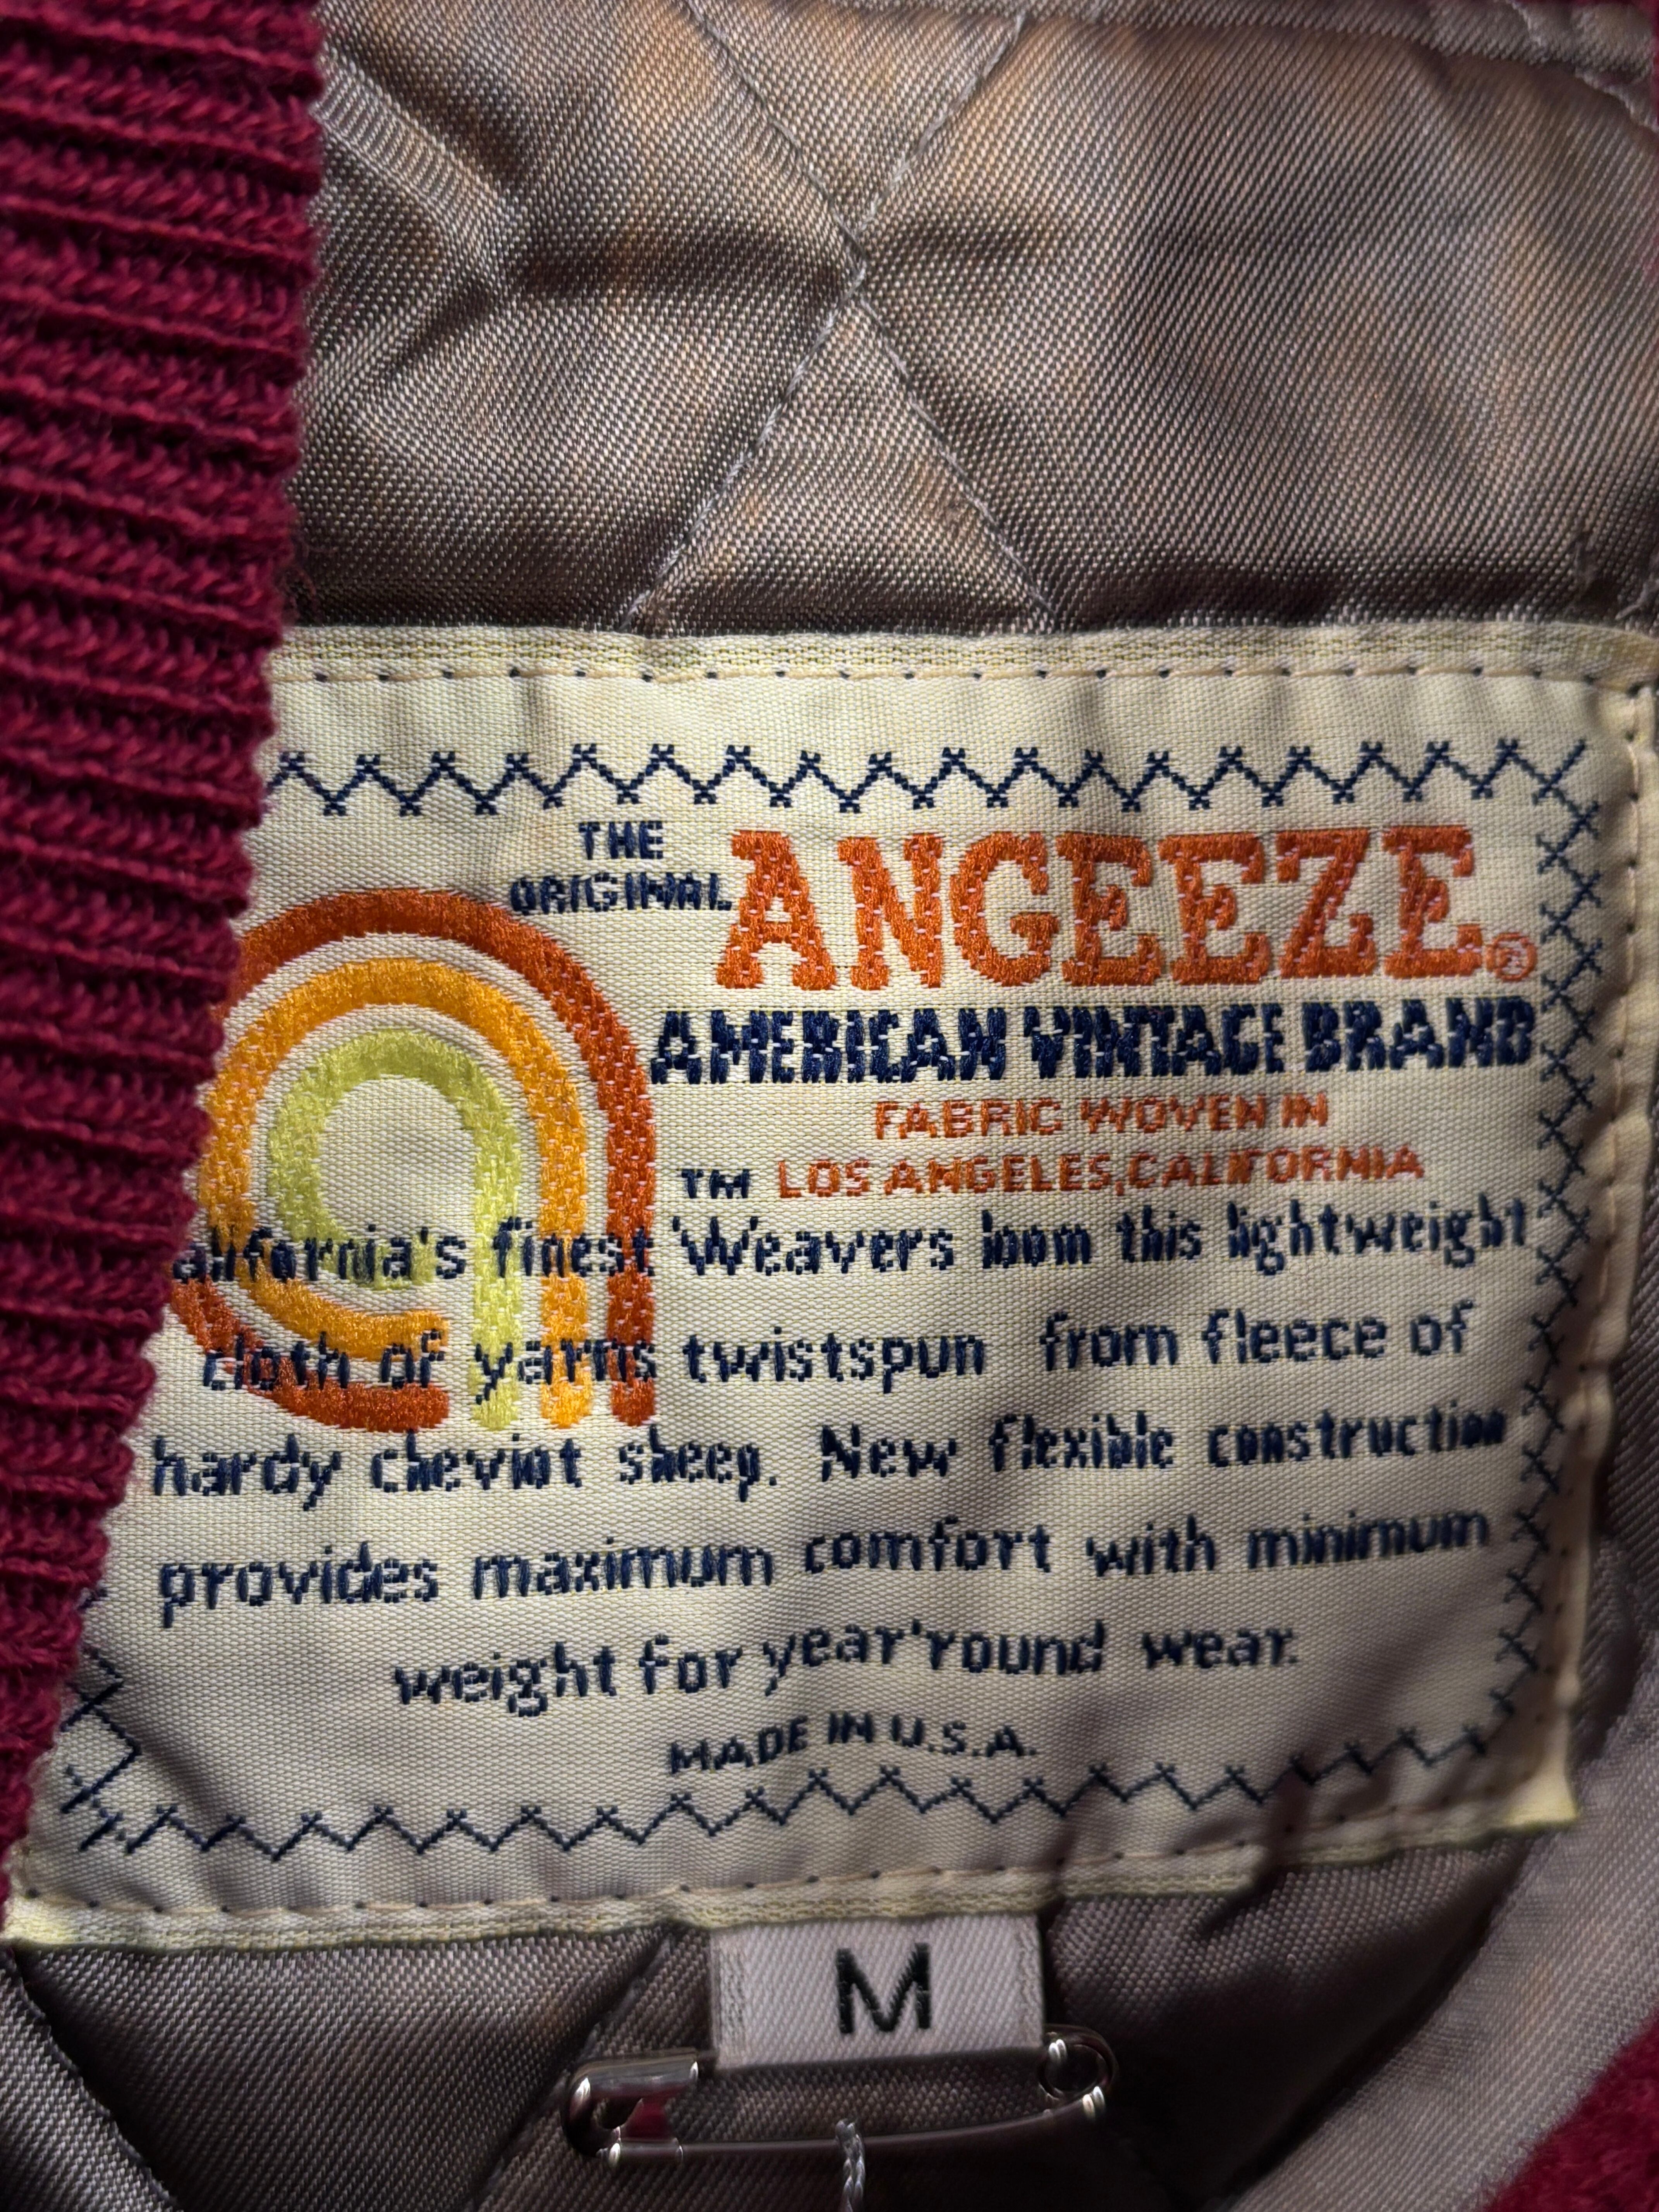 THE
ORIGINAL
ANGEEZE®
AMERICAN VINTAGE BRAND
FABRIC WOVEN IN
TM LOS ANGELES,CALIFORNIA
alifornia's finest Weavers loom this lightweight
cloth of yarns twistspun from fleece of
hardy cheviot sheep. New flexible construction
provides maximum comfort with minimum
weight for year'round wear.
MADE IN U.S.A.
M